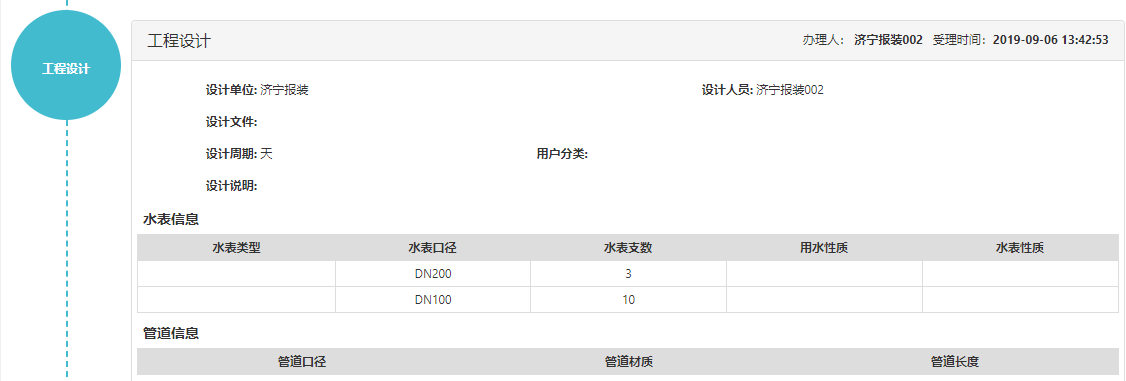 工程设计
工程设计 办理人： 济宁报装002 受理时间：2019-09-06 13:42:53
设计单位: 济宁报装 设计人员: 济宁报装002
设计文件:
设计周期: 天 用户分类:
设计说明:
水表信息
水表类型 水表口径 水表支数 用水性质 水表性质
DN200 3
DN100 10
管道信息
管道口径 管道材质 管道长度